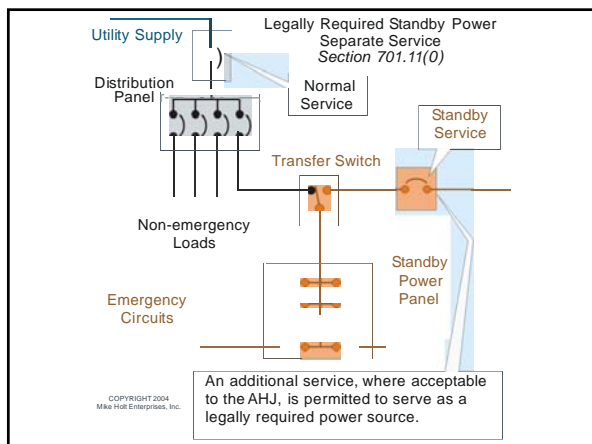 Legally Required Standby Power
Separate Service
Section 701.11(0)
Utility Supply
Normal
Service
Distribution
Panel
Standby
Service
Transfer Switch
Non-emergency
Loads
Standby
Power
Panel
Emergency
Circuits
An additional service, where acceptable
to the AHJ, is permitted to serve as a
legally required power source.
COPYRIGHT 2004
Mike Holt Enterprises, Inc.